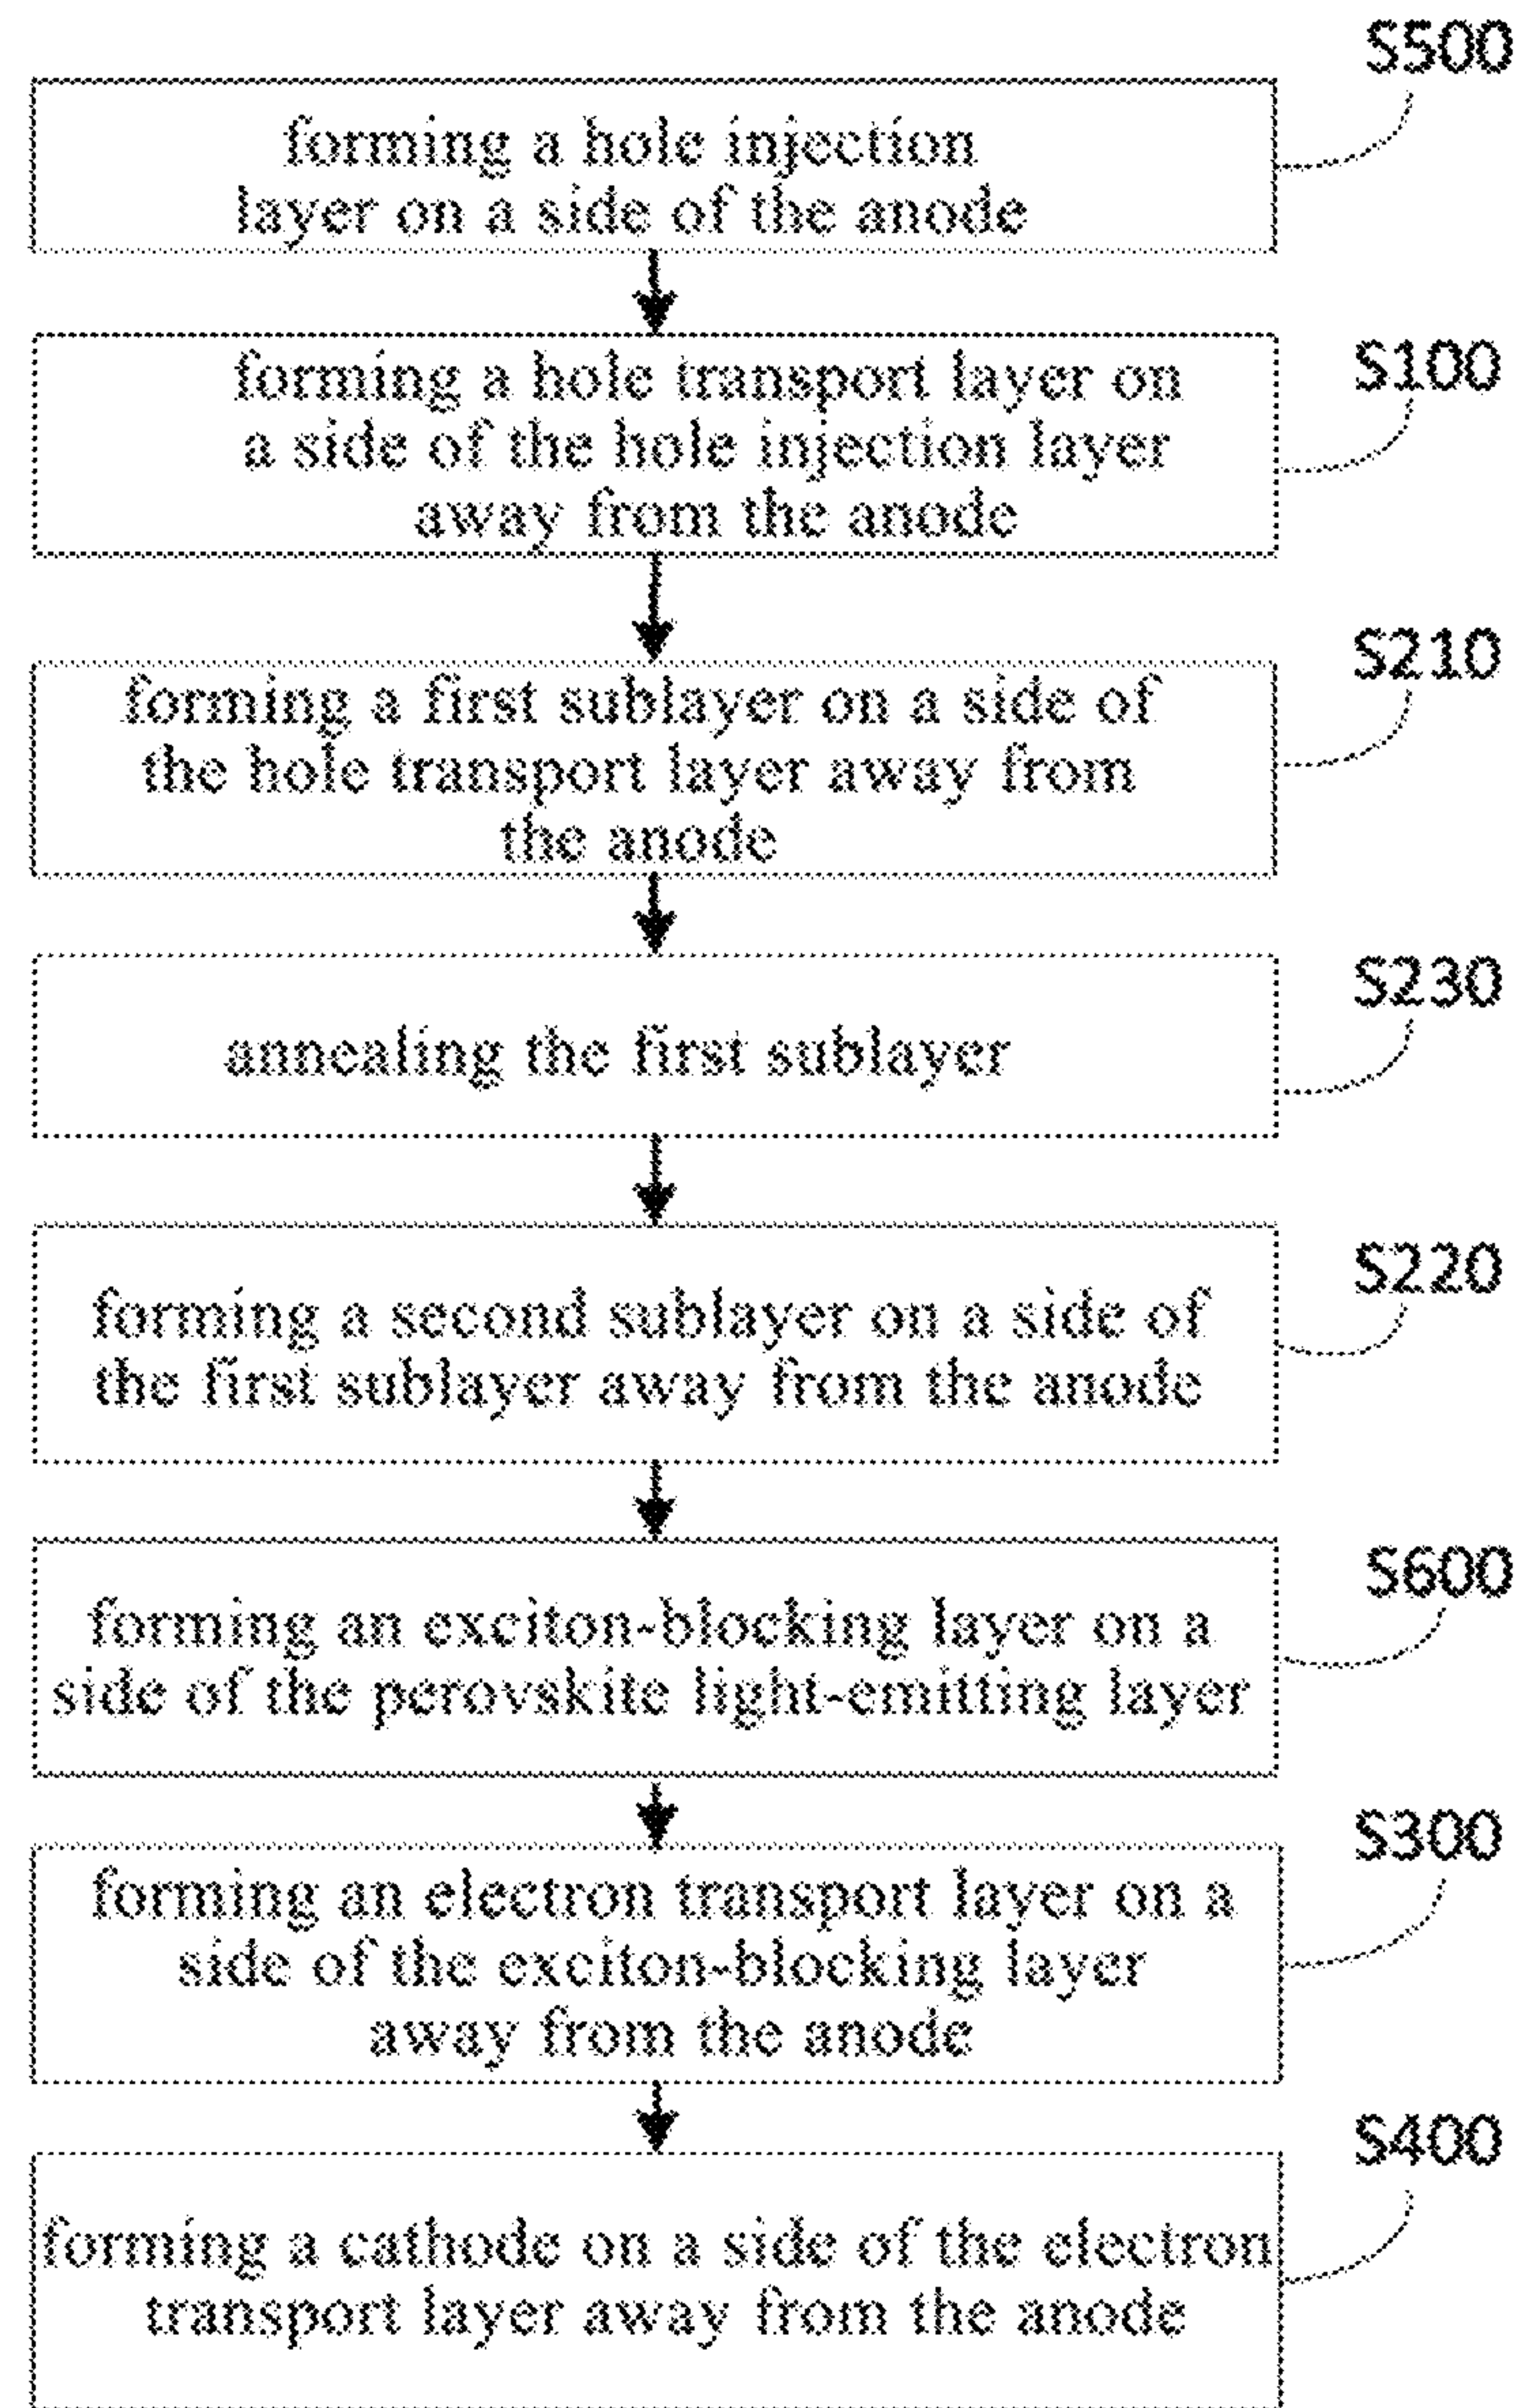 S500
forming a hole injection
layer on a side of the anode
S100
forming a hole transport layer on
a side of the hole injection layer
away from the anode
S210
forming a first sublayer on a side of
the hole transport layer away from
the anode
S230
annealing the first sublayer
S220
forming a second sublayer on a side of
the first sublayer away from the anode
S600
forming an exciton-blocking layer on a
side of the perovskite light-emitting layer
S300
forming an electron transport layer on a
side of the exciton-blocking layer
away from the anode
S400
forming a cathode on a side of the electron
transport layer away from the anode